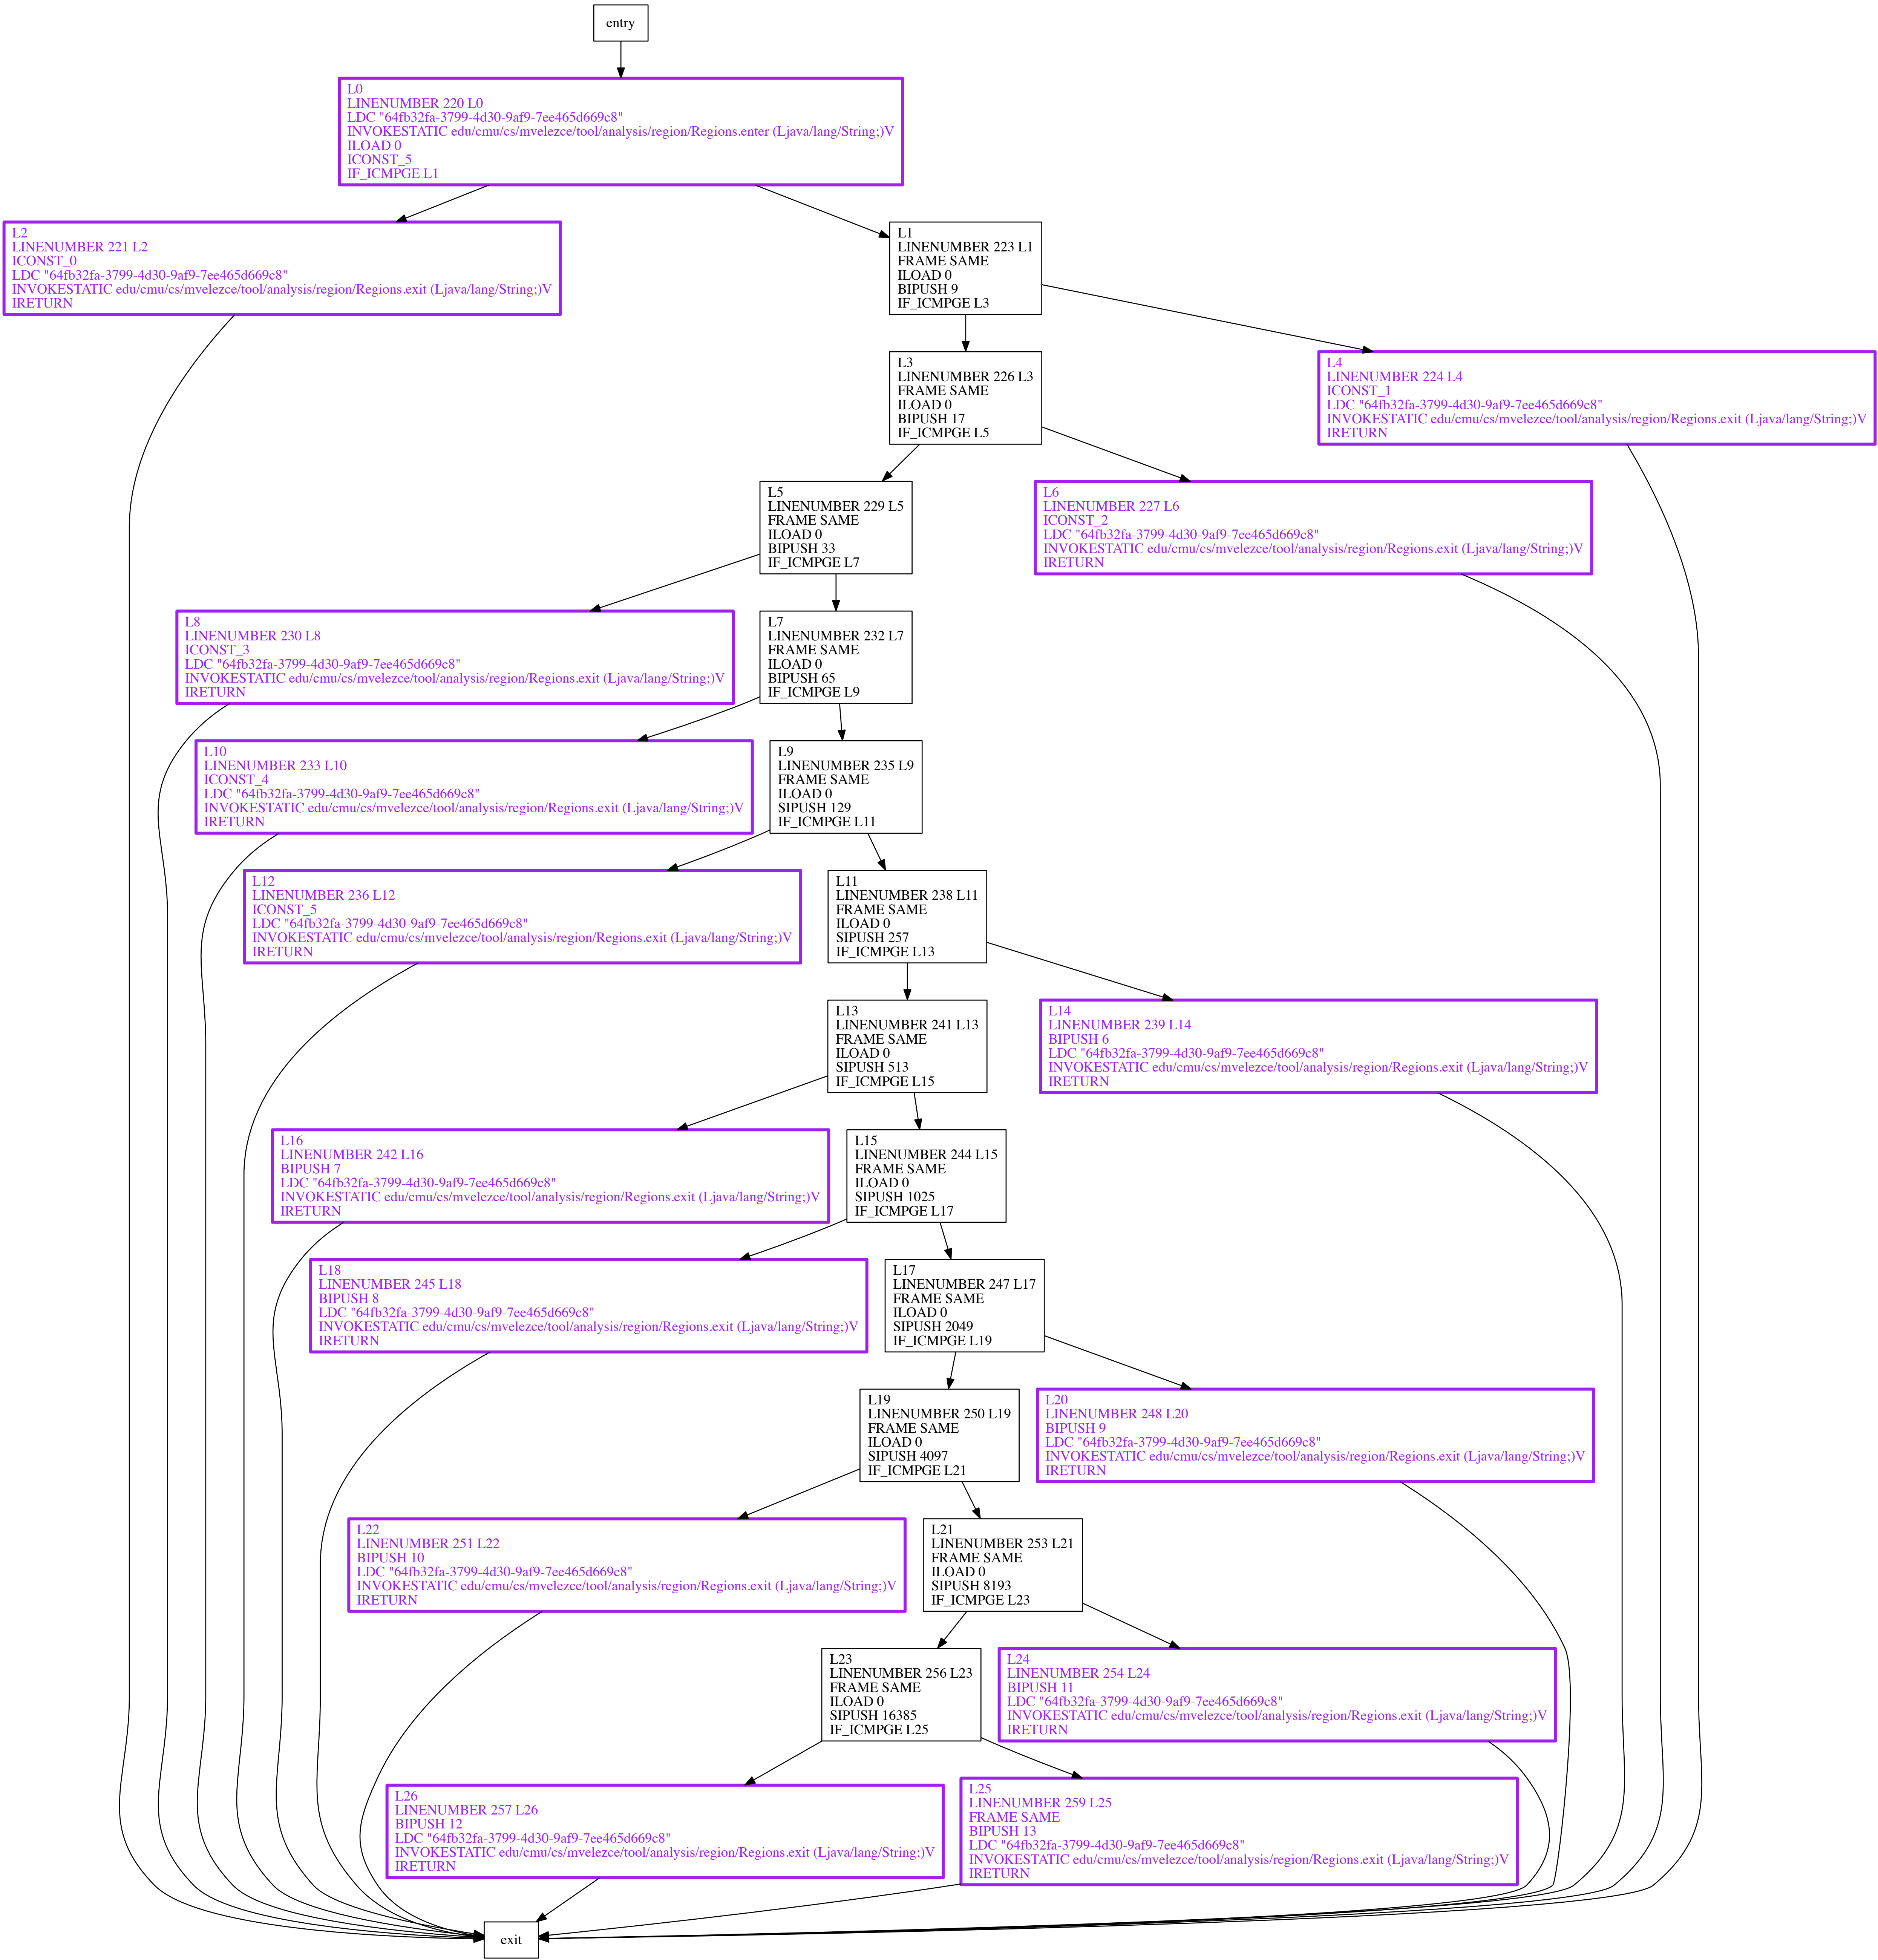 entry
L0
LINENUMBER 220 L0
LDC "64fb32fa-3799-4d30-9af9-7ee465d669c8"
INVOKESTATIC edu/cmu/cs/mvelezce/tool/analysis/region/Regions.enter (Ljava/lang/String;)V
ILOAD 0
ICONST_5
IF_ICMPGE L1
L2
LINENUMBER 221 L2
ICONST_0
LDC "64fb32fa-3799-4d30-9af9-7ee465d669c8"
INVOKESTATIC edu/cmu/cs/mvelezce/tool/analysis/region/Regions.exit (Ljava/lang/String;)V
IRETURN
L1
LINENUMBER 223 L1
FRAME SAME
ILOAD 0
BIPUSH 9
IF_ICMPGE L3
L3
LINENUMBER 226 L3
FRAME SAME
ILOAD 0
BIPUSH 17
IF_ICMPGE L5
L4
LINENUMBER 224 L4
ICONST_1
LDC "64fb32fa-3799-4d30-9af9-7ee465d669c8"
INVOKESTATIC edu/cmu/cs/mvelezce/tool/analysis/region/Regions.exit (Ljava/lang/String;)V
IRETURN
L5
LINENUMBER 229 L5
FRAME SAME
ILOAD 0
BIPUSH 33
IF_ICMPGE L7
L6
LINENUMBER 227 L6
ICONST_2
LDC "64fb32fa-3799-4d30-9af9-7ee465d669c8"
INVOKESTATIC edu/cmu/cs/mvelezce/tool/analysis/region/Regions.exit (Ljava/lang/String;)V
IRETURN
L8
LINENUMBER 230 L8
ICONST_3
LDC "64fb32fa-3799-4d30-9af9-7ee465d669c8"
INVOKESTATIC edu/cmu/cs/mvelezce/tool/analysis/region/Regions.exit (Ljava/lang/String;)V
IRETURN
L7
LINENUMBER 232 L7
FRAME SAME
ILOAD 0
BIPUSH 65
IF_ICMPGE L9
L10
LINENUMBER 233 L10
ICONST_4
LDC "64fb32fa-3799-4d30-9af9-7ee465d669c8"
INVOKESTATIC edu/cmu/cs/mvelezce/tool/analysis/region/Regions.exit (Ljava/lang/String;)V
IRETURN
L9
LINENUMBER 235 L9
FRAME SAME
ILOAD 0
SIPUSH 129
IF_ICMPGE L11
L12
LINENUMBER 236 L12
ICONST_5
LDC "64fb32fa-3799-4d30-9af9-7ee465d669c8"
INVOKESTATIC edu/cmu/cs/mvelezce/tool/analysis/region/Regions.exit (Ljava/lang/String;)V
IRETURN
L11
LINENUMBER 238 L11
FRAME SAME
ILOAD 0
SIPUSH 257
IF_ICMPGE L13
L13
LINENUMBER 241 L13
FRAME SAME
ILOAD 0
SIPUSH 513
IF_ICMPGE L15
L14
LINENUMBER 239 L14
BIPUSH 6
LDC "64fb32fa-3799-4d30-9af9-7ee465d669c8"
INVOKESTATIC edu/cmu/cs/mvelezce/tool/analysis/region/Regions.exit (Ljava/lang/String;)V
IRETURN
L16
LINENUMBER 242 L16
BIPUSH 7
LDC "64fb32fa-3799-4d30-9af9-7ee465d669c8"
INVOKESTATIC edu/cmu/cs/mvelezce/tool/analysis/region/Regions.exit (Ljava/lang/String;)V
IRETURN
L15
LINENUMBER 244 L15
FRAME SAME
ILOAD 0
SIPUSH 1025
IF_ICMPGE L17
L18
LINENUMBER 245 L18
BIPUSH 8
LDC "64fb32fa-3799-4d30-9af9-7ee465d669c8"
INVOKESTATIC edu/cmu/cs/mvelezce/tool/analysis/region/Regions.exit (Ljava/lang/String;)V
IRETURN
L17
LINENUMBER 247 L17
FRAME SAME
ILOAD 0
SIPUSH 2049
IF_ICMPGE L19
L19
LINENUMBER 250 L19
FRAME SAME
ILOAD 0
SIPUSH 4097
IF_ICMPGE L21
L20
LINENUMBER 248 L20
BIPUSH 9
LDC "64fb32fa-3799-4d30-9af9-7ee465d669c8"
INVOKESTATIC edu/cmu/cs/mvelezce/tool/analysis/region/Regions.exit (Ljava/lang/String;)V
IRETURN
L22
LINENUMBER 251 L22
BIPUSH 10
LDC "64fb32fa-3799-4d30-9af9-7ee465d669c8"
INVOKESTATIC edu/cmu/cs/mvelezce/tool/analysis/region/Regions.exit (Ljava/lang/String;)V
IRETURN
L21
LINENUMBER 253 L21
FRAME SAME
ILOAD 0
SIPUSH 8193
IF_ICMPGE L23
L23
LINENUMBER 256 L23
FRAME SAME
ILOAD 0
SIPUSH 16385
IF_ICMPGE L25
L24
LINENUMBER 254 L24
BIPUSH 11
LDC "64fb32fa-3799-4d30-9af9-7ee465d669c8"
INVOKESTATIC edu/cmu/cs/mvelezce/tool/analysis/region/Regions.exit (Ljava/lang/String;)V
IRETURN
L26
LINENUMBER 257 L26
BIPUSH 12
LDC "64fb32fa-3799-4d30-9af9-7ee465d669c8"
INVOKESTATIC edu/cmu/cs/mvelezce/tool/analysis/region/Regions.exit (Ljava/lang/String;)V
IRETURN
L25
LINENUMBER 259 L25
FRAME SAME
BIPUSH 13
LDC "64fb32fa-3799-4d30-9af9-7ee465d669c8"
INVOKESTATIC edu/cmu/cs/mvelezce/tool/analysis/region/Regions.exit (Ljava/lang/String;)V
IRETURN
exit